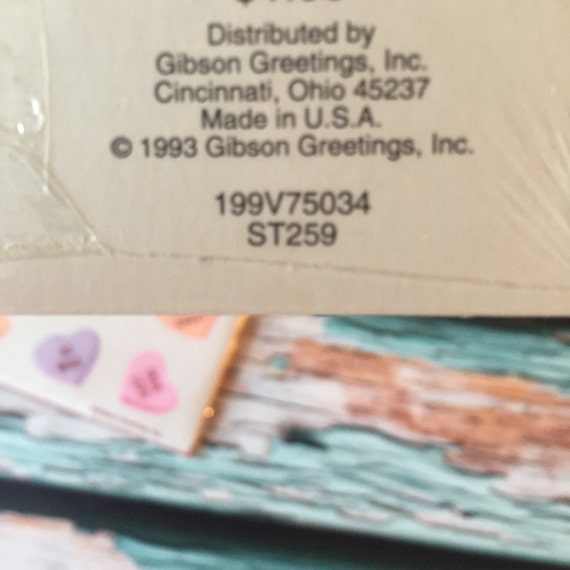 Distributed by
Gibson Greetings, Inc.
Cincinnati, Ohio 45237
Made in U.S.A.
© 1993 Gibson Greetings, Inc.
199V75034
ST259